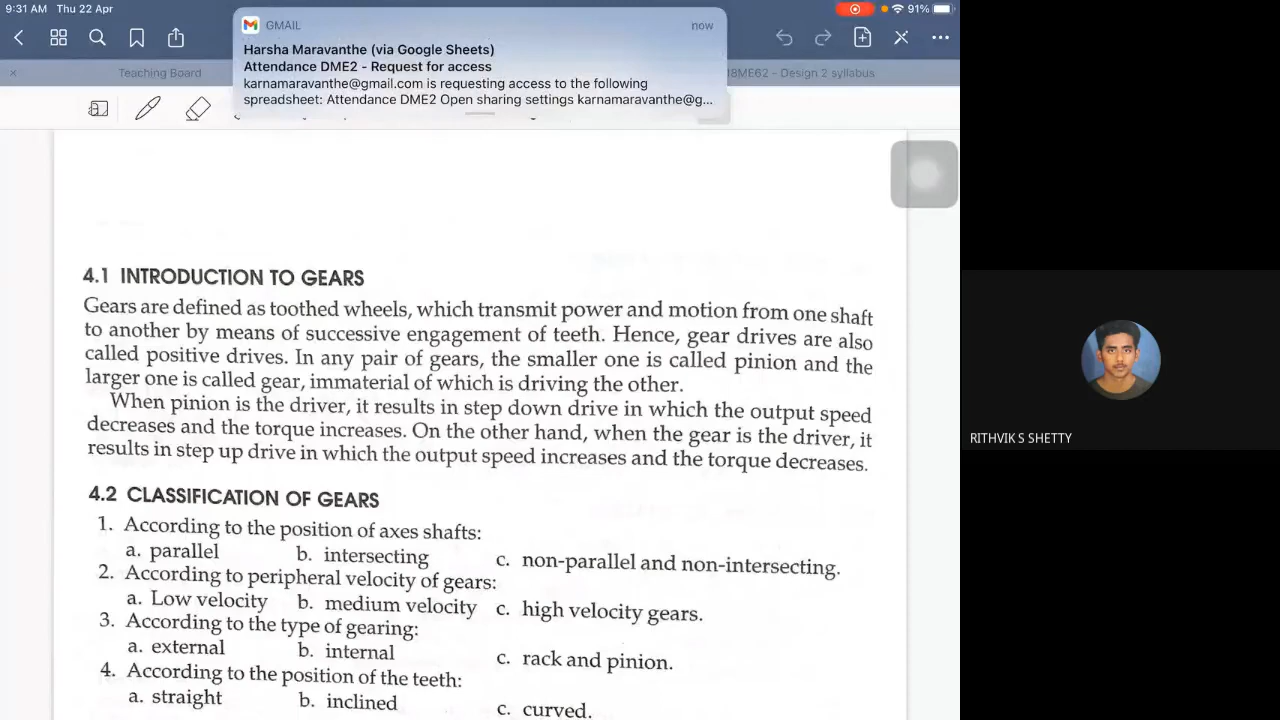 9:31 AM Thu 22 Apr
91%
GMAIL
now
Harsha Maravanthe (via Google Sheets)
Attendance DME2 - Request for access
karnamaravanthe@gmail.com is requesting access to the following
spreadsheet: Attendance DME2 Open sharing settings karnamaravanthe@g...
Teaching Board
18ME62 - Design 2 syllabus
4.1 INTRODUCTION TO GEARS
Gears are defined as toothed wheels, which transmit power and motion from one shaft
to another by means of successive engagement of teeth. Hence, gear drives are also
called positive drives. In any pair of gears, the smaller one is called pinion and the
larger one is called gear, immaterial of which is driving the other.
When pinion is the driver, it results in step down drive in which the output speed
decreases and the torque increases. On the other hand, when the gear is the driver, it
results in step up drive in which the output speed increases and the torque decreases.
4.2 CLASSIFICATION OF GEARS
1. According to the position of axes shafts:
a. parallel b. intersecting c. non-parallel and non-intersecting.
2. According to peripheral velocity of gears:
a. Low velocity b. medium velocity c. high velocity gears.
3. According to the type of gearing:
a. external b. internal c. rack and pinion.
4. According to the position of the teeth:
a. straight b. inclined c. curved.
RITHVIK S SHETTY